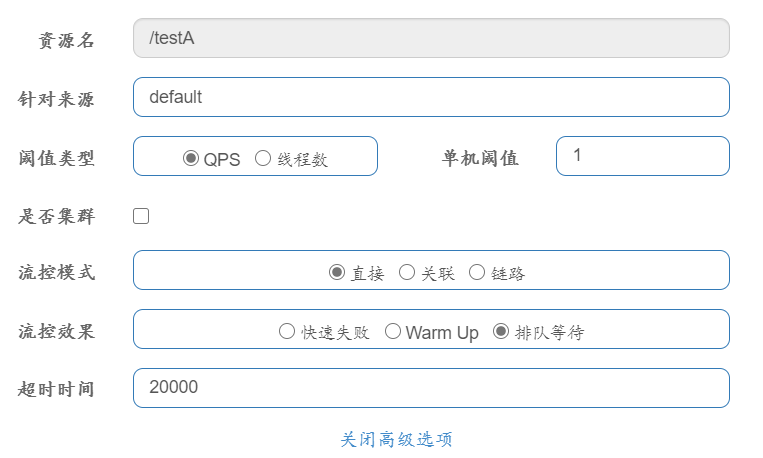 资源名 /testA
针对来源 default
阈值类型 QPS 线程数 单机阈值 1
是否集群
流控模式 直接 关联 链路
流控效果 快速失败 Warm Up 排队等待
超时时间 20000
关闭高级选项